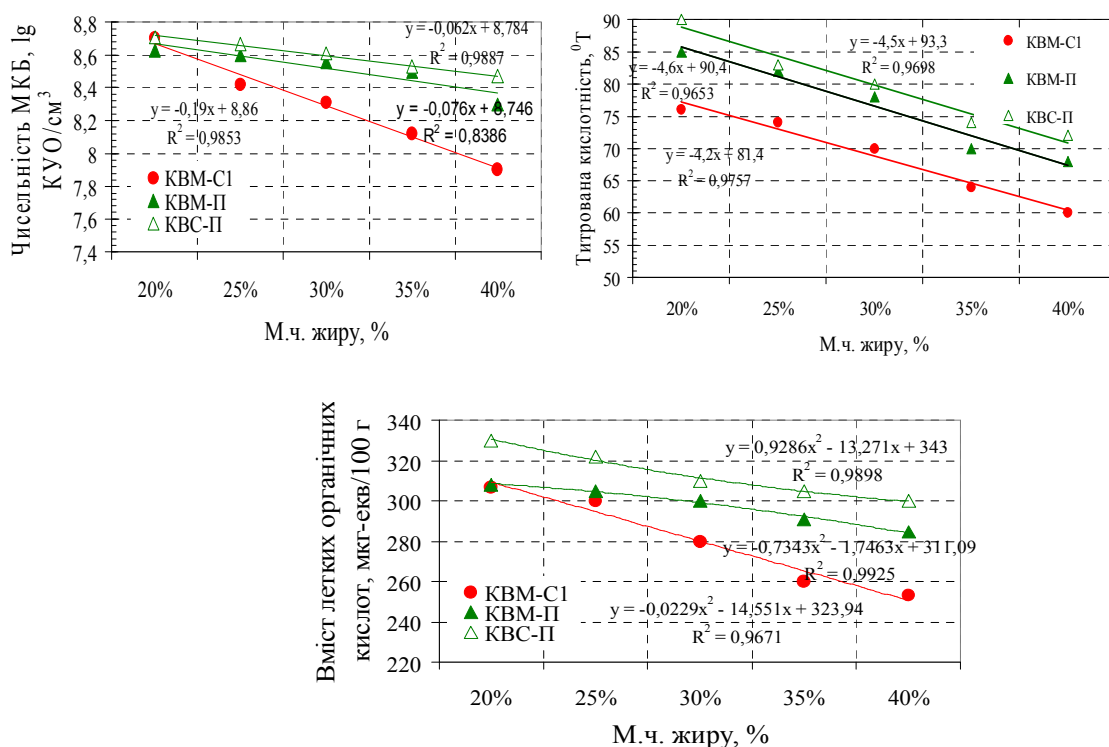 Чисельність МКБ, lg
КУО/см³
8,8
8,6
8,4
8,2
8
7,8
7,6
7,4
y = -0,062x + 8,784
R² = 0,9887
y = -0,19x + 8,86
R² = 0,9853
y = -0,076x + 8,746
R² = 0,8386
КВМ-С1
КВМ-П
КВС-П
20% 25% 30% 35% 40%
М.ч. жиру, %
Титрована кислотність, ⁰Т
90
85
80
75
70
65
60
55
50
y = -4,5x + 93,3
R² = 0,9698
y = -4,6x + 90,4
R² = 0,9653
y = -4,2x + 81,4
R² = 0,9757
КВМ-С1
КВМ-П
КВС-П
20% 25% 30% 35% 40%
М.ч. жиру, %
Вміст летких органічних
кислот, мкг-екв/100 г
340
320
300
280
260
240
220
y = 0,9286x² - 13,271x + 343
R² = 0,9898
y = -0,7343x² - 1,7463x + 311,09
R² = 0,9925
y = -0,0229x² - 14,551x + 323,94
R² = 0,9671
КВМ-С1
КВМ-П
КВС-П
20% 25% 30% 35% 40%
М.ч. жиру, %